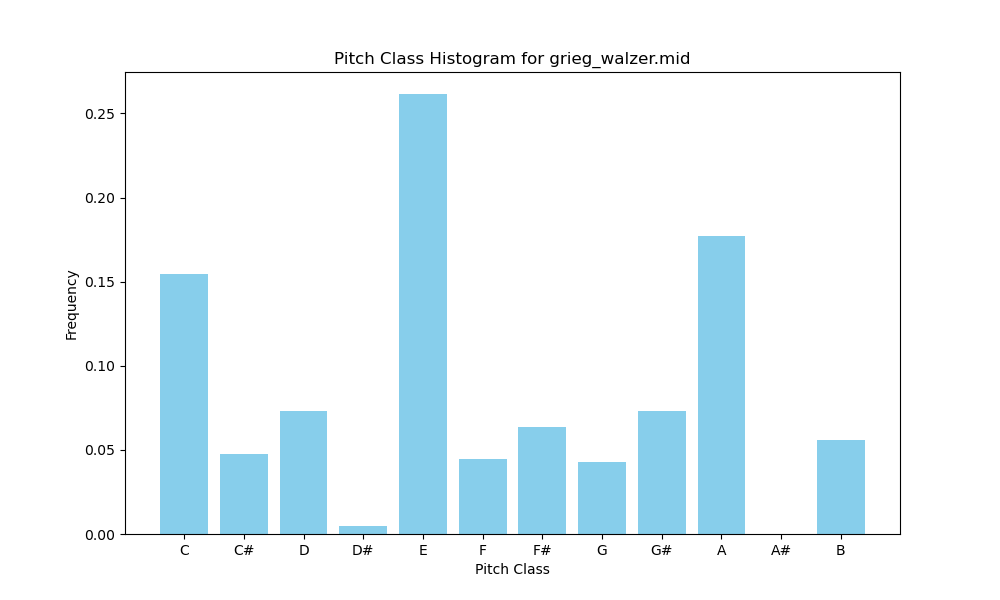 Pitch Class Histogram for grieg_walzer.mid
Frequency
0.25
0.20
0.15
0.10
0.05
0.00
C C# D D# E F F# G G# A A# B
Pitch Class